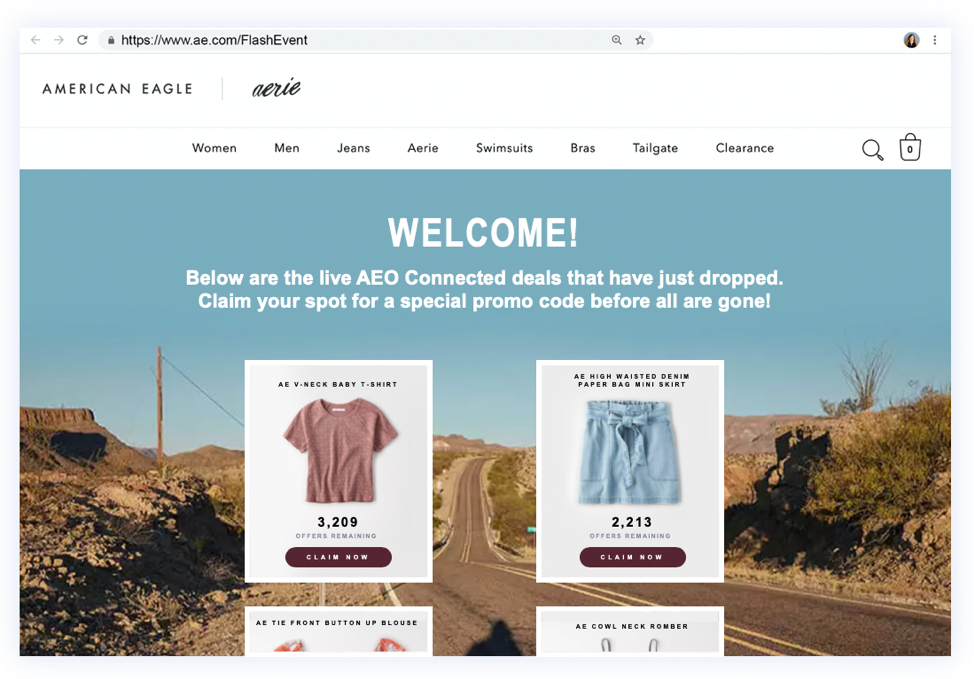 https://www.ae.com/FlashEvent
AMERICAN EAGLE
aerie
Women Men Jeans Aerie Swimsuits Bras Tailgate Clearance
0
WELCOME!
Below are the live AEO Connected deals that have just dropped.
Claim your spot for a special promo code before all are gone!
AE V-NECK BABY T-SHIRT
3,209
OFFERS REMAINING
CLAIM NOW
AE HIGH WAISTED DENIM
PAPER BAG MINI SKIRT
2,213
OFFERS REMAINING
CLAIM NOW
AE TIE FRONT BUTTON UP BLOUSE
AE COWL NECK ROMBER